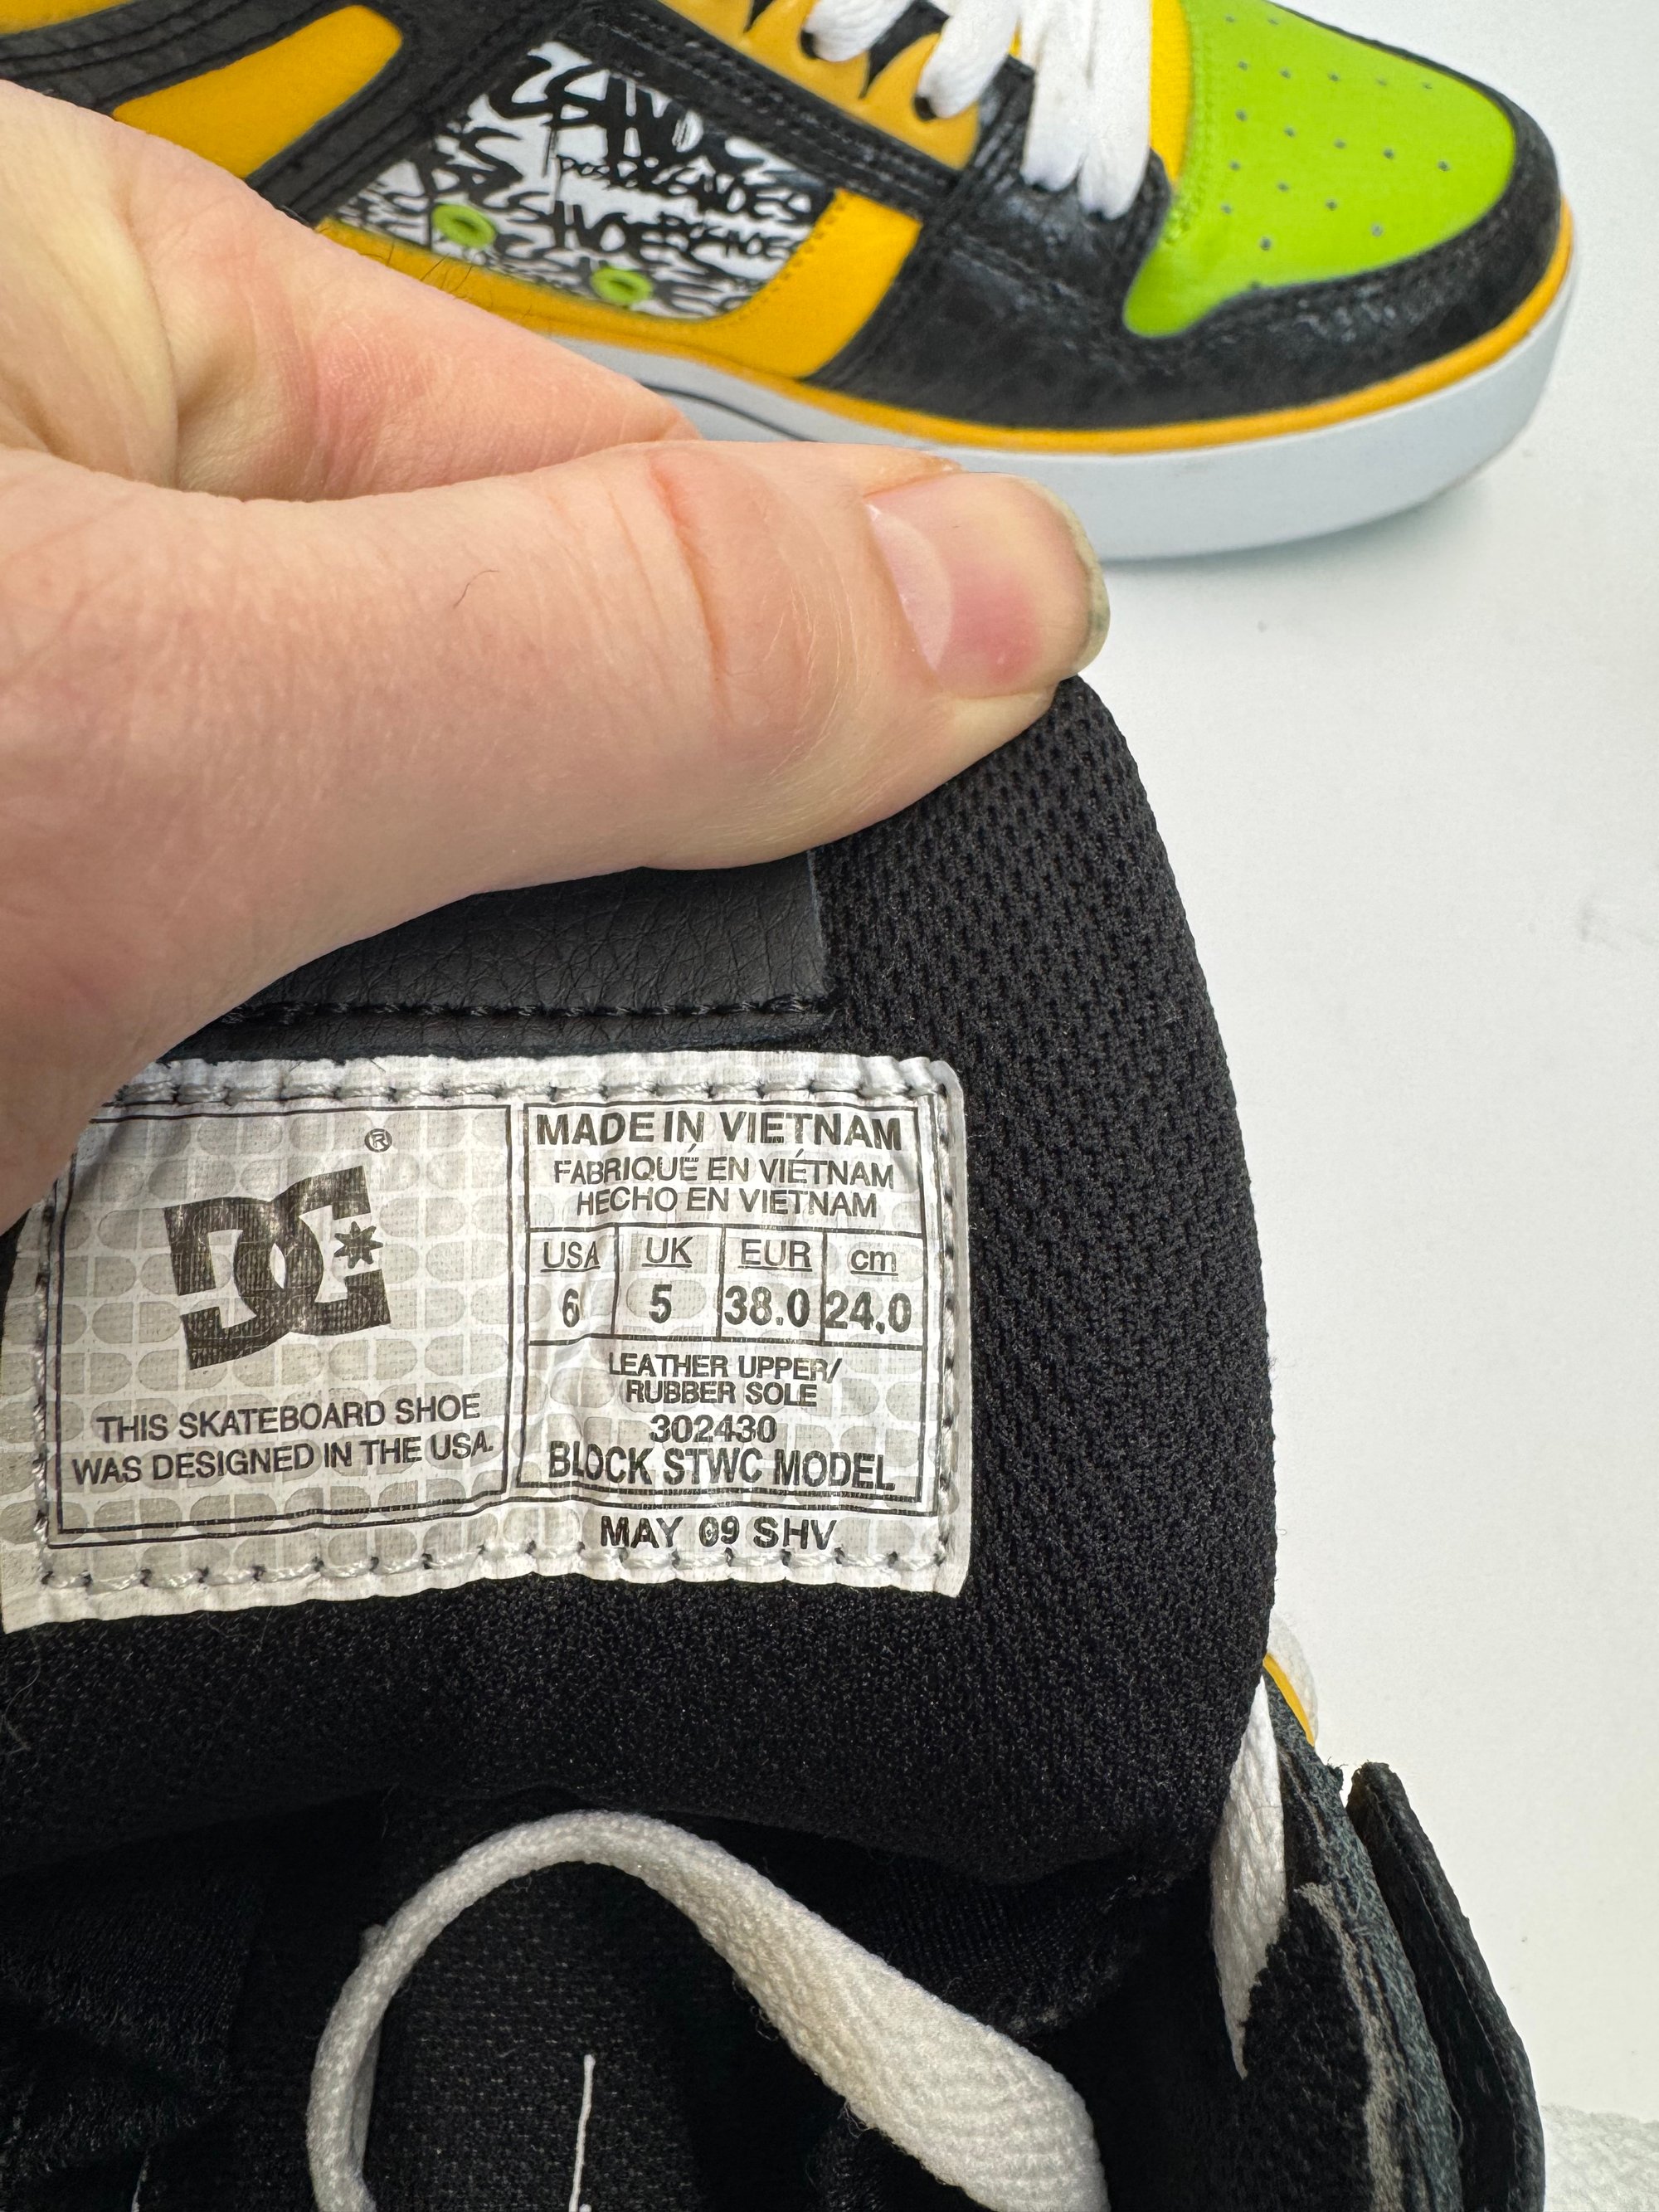 DCSHOES
DCSHOECOUSA
DC
®
THIS SKATEBOARD SHOE
WAS DESIGNED IN THE USA.
MADE IN VIETNAM
FABRIQUÉ EN VIÉTNAM
HECHO EN VIETNAM
USA UK EUR cm
6 5 38.0 24.0
LEATHER UPPER/
RUBBER SOLE
302430
BLOCK STWC MODEL
MAY 09 SHV